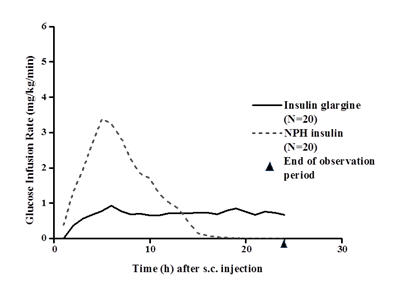 6
5
4
3
2
1
0
0
10
20
30
Glucose Infusion Rate (mg/kg/min)
Time (h) after s.c. injection
Insulin glargine
(N=20)
NPH insulin
(N=20)
End of observation
period